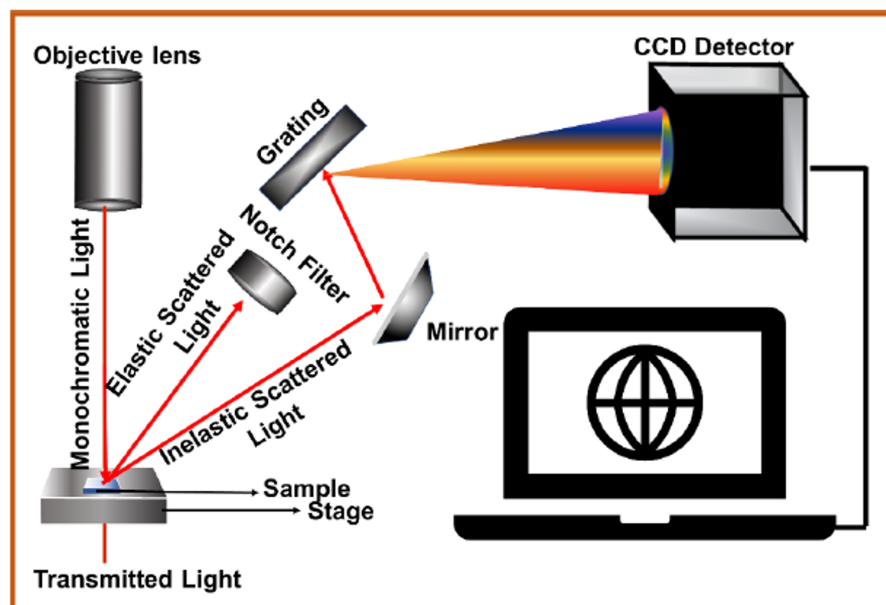 Objective lens
CCD Detector
Grating
Notch Filter
Monochromatic Light
Elastic Scattered
Light
Inelastic Scattered
Light
Mirror
Sample
Stage
Transmitted Light